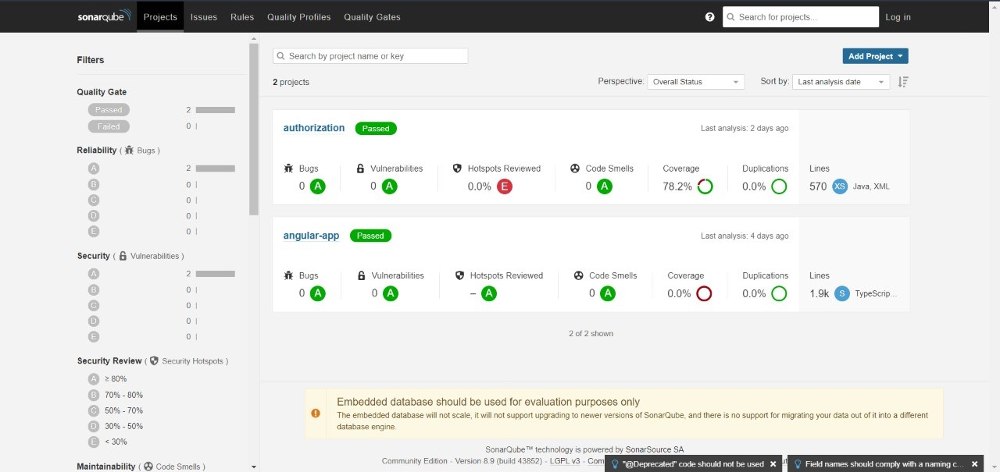 sonarqube Projects Issues Rules Quality Profiles Quality Gates ? Search for projects... Log in
Filters
Quality Gate
Passed 2
Failed 0
Reliability ( Bugs )
A 2
B 0
C 0
D 0
E 0
Security ( Vulnerabilities )
A 2
B 0
C 0
D 0
E 0
Security Review ( Security Hotspots )
A ≥ 80%
B 70% - 80%
C 50% - 70%
D 30% - 50%
E < 30%
Maintainability ( Code Smells )
Search by project name or key Add Project
2 projects Perspective: Overall Status Sort by: Last analysis date
authorization Passed Last analysis: 2 days ago
Bugs Vulnerabilities Hotspots Reviewed Code Smells Coverage Duplications Lines
0 A 0 A 0.0% E 0 A 78.2% 0.0% 570 XS Java, XML
angular-app Passed Last analysis: 4 days ago
Bugs Vulnerabilities Hotspots Reviewed Code Smells Coverage Duplications Lines
0 A 0 A – A 0 A 0.0% 0.0% 1.9k S TypeScrip...
2 of 2 shown
Embedded database should be used for evaluation purposes only
The embedded database will not scale, it will not support upgrading to newer versions of SonarQube, and there is no support for migrating your data out of it into a different
database engine.
SonarQube™ technology is powered by SonarSource SA
Community Edition - Version 8.9 (build 43852) - LGPL v3 - Com
"@Deprecated" code should not be used
Field names should comply with a naming c...